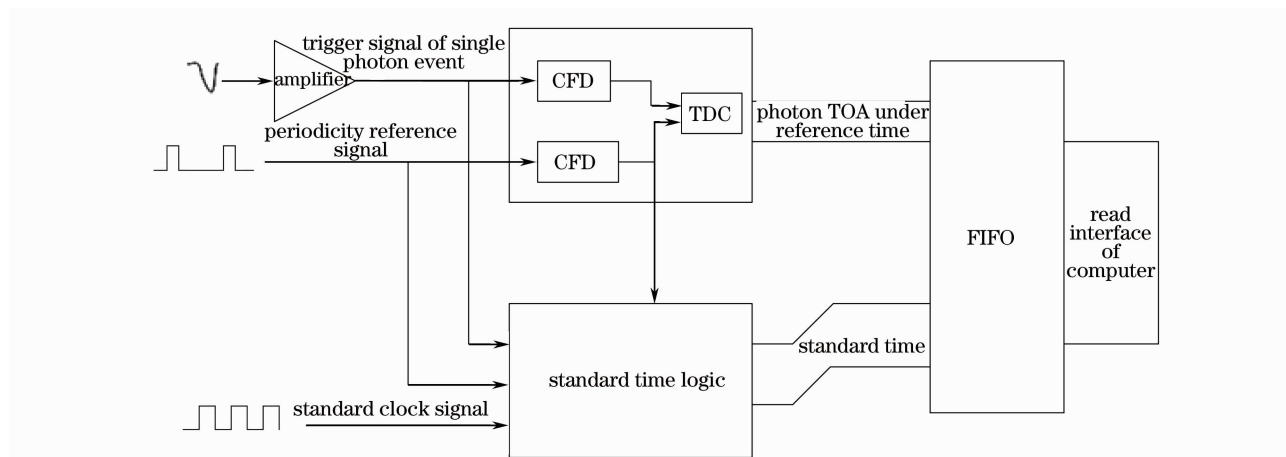 trigger signal of single
photon event
amplifier
CFD
TDC
photon TOA under
reference time
periodicity reference
signal
CFD
FIFO
read
interface
of
computer
standard time
standard time logic
standard clock signal